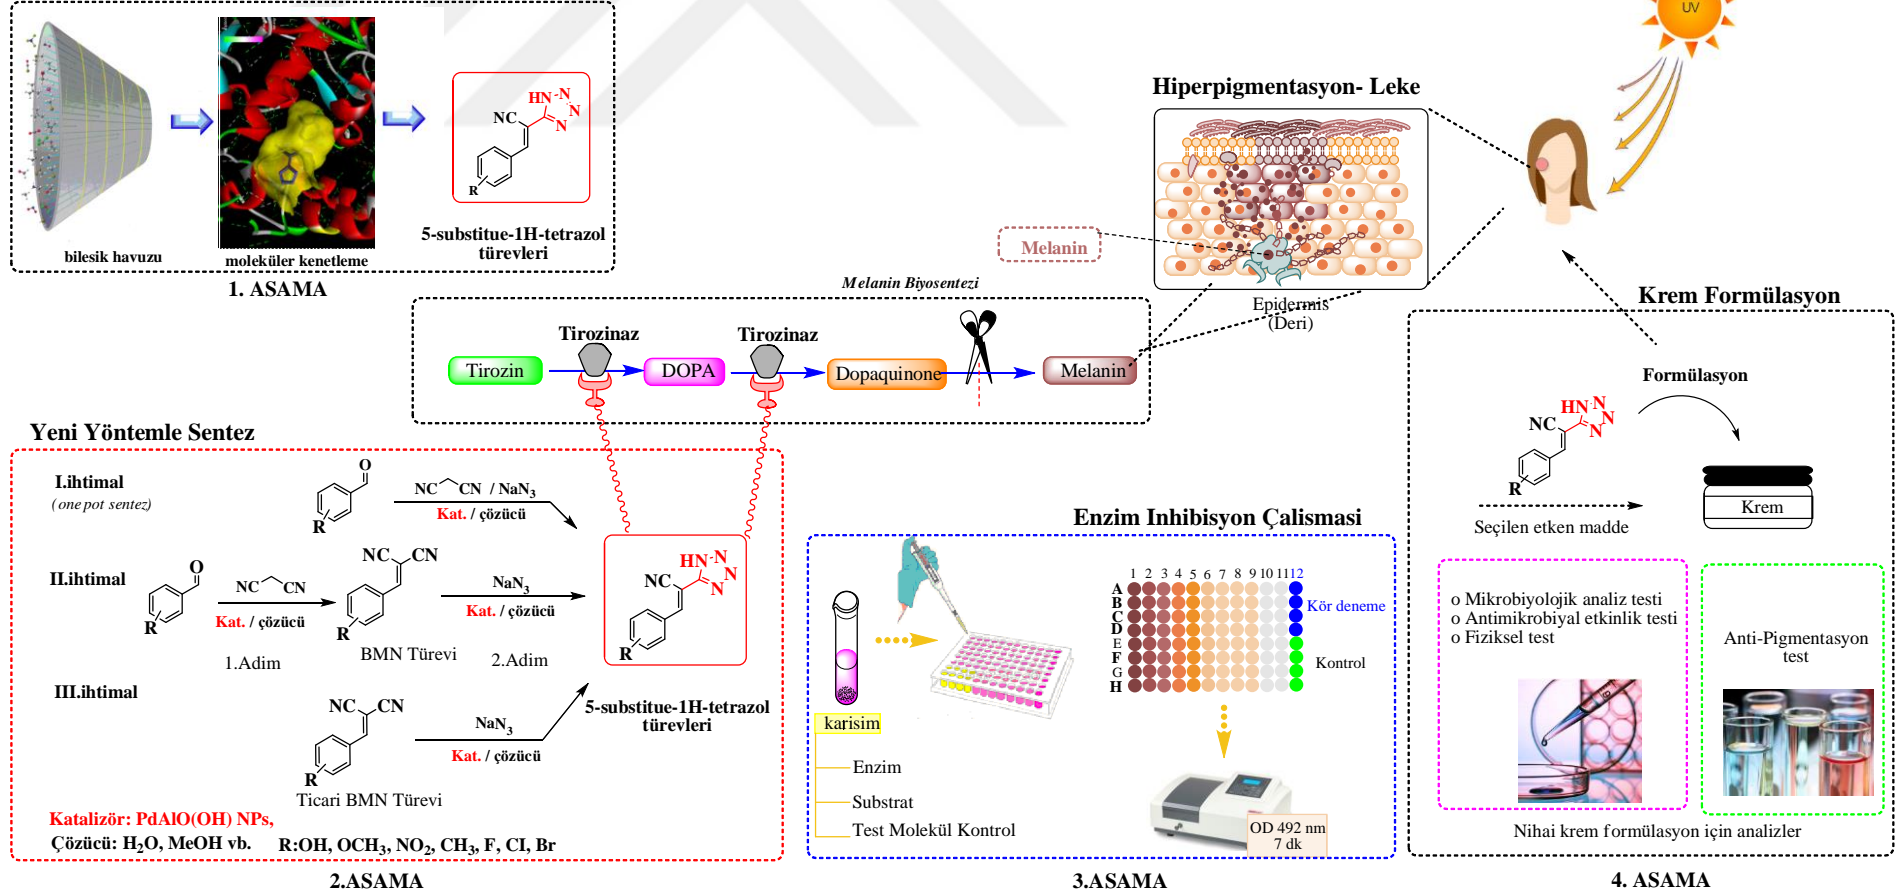 UV
bilesik havuzu
moleküler kenetleme
HN
N
N
N
NC
R
5-substitue-1H-tetrazol
türevleri
1. ASAMA
Hiperpigmentasyon- Leke
Melanin
Epidermis
(Deri)
Melanin Biyosentezi
Tirozinaz
Tirozinaz
Tirozin
DOPA
Dopaquinone
Melanin
Yeni Yöntemle Sentez
I.ihtimal
(one pot sentez)
O
R
NC CN / NaN3
Kat. / çözücü
II.ihtimal
O
R
NC CN
Kat. / çözücü
1.Adim
NC CN
R
BMN Türevi
NaN3
Kat. / çözücü
2.Adim
HN
N
N
N
NC
R
5-substitue-1H-tetrazol
türevleri
III.ihtimal
NC CN
R
Ticari BMN Türevi
NaN3
Kat. / çözücü
Katalizör: PdAlO(OH) NPs,
Çözücü: H2O, MeOH vb. R:OH, OCH3, NO2, CH3, F, CI, Br
2.ASAMA
Enzim Inhibisyon Çalismasi
karisim
Enzim
Substrat
Test Molekül Kontrol
1 2 3 4 5 6 7 8 9 10 11 12
A
B
C
D
E
F
G
H
Kör deneme
Kontrol
OD 492 nm
7 dk
3.ASAMA
Krem Formülasyon
Formülasyon
HN
N
N
N
NC
R
Seçilen etken madde
Krem
o Mikrobiyolojik analiz testi
o Antimikrobiyal etkinlik testi
o Fiziksel test
Anti-Pigmentasyon
test
Nihai krem formülasyon için analizler
4. ASAMA